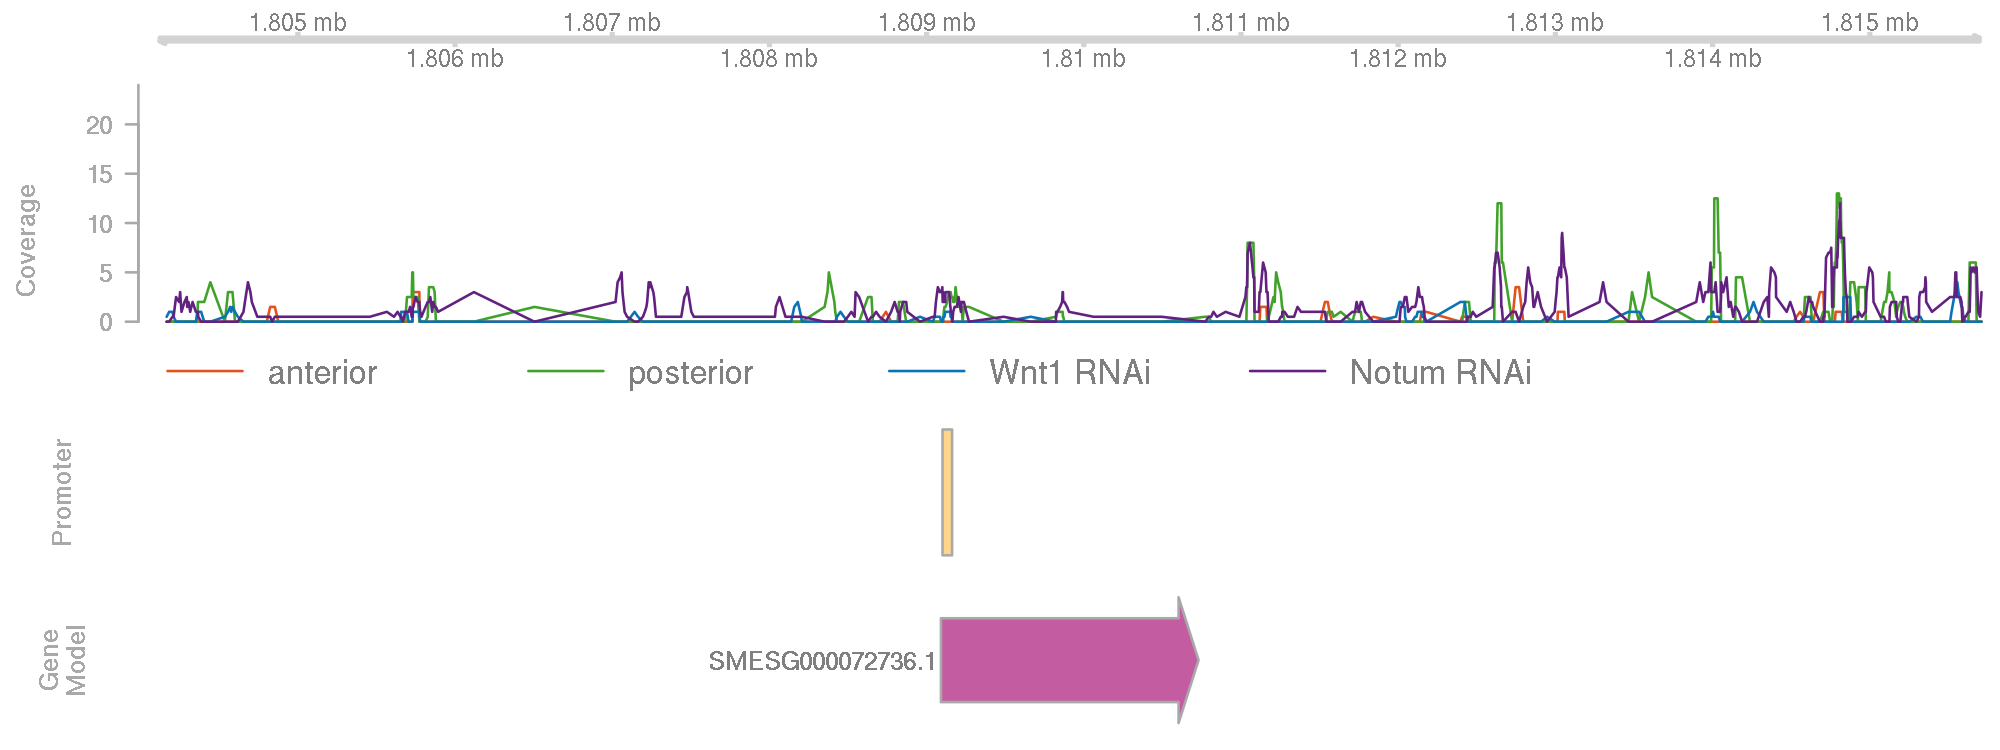 1.805 mb 1.807 mb 1.809 mb 1.811 mb 1.813 mb 1.815 mb
1.806 mb 1.808 mb 1.81 mb 1.812 mb 1.814 mb
Coverage
20
15
10
5
0
anterior posterior Wnt1 RNAi Notum RNAi
Promoter
Gene
Model
SMESG000072736.1